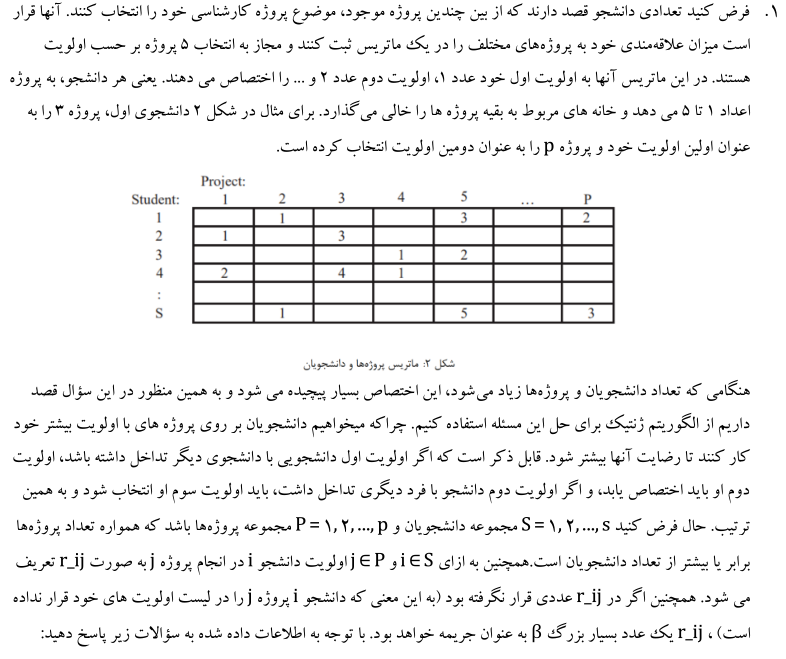 ۱. فرض کنید تعدادی دانشجو قصد دارند که از بین چندین پروژه موجود، موضوع پروژه کارشناسی خود را انتخاب کنند. آنها قرار
است میزان علاقه‌مندی خود به پروژه‌های مختلف را در یک ماتریس ثبت کنند و مجاز به انتخاب ۵ پروژه بر حسب اولویت
هستند. در این ماتریس آنها به اولویت اول خود عدد ۱، اولویت دوم عدد ۲ و ... را اختصاص می دهند. یعنی هر دانشجو، به پروژه
اعداد ۱ تا ۵ می دهد و خانه های مربوط به بقیه پروژه ها را خالی می‌گذارد. برای مثال در شکل ۲ دانشجوی اول، پروژه ۳ را به
عنوان اولین اولویت خود و پروژه p را به عنوان دومین اولویت انتخاب کرده است.
Project:
Student: 1 2 3 4 5 ... P
1 1 3 2
2 1 3
3 1 2
4 2 4 1
:
S 1 5 3
شکل ۲: ماتریس پروژه‌ها و دانشجویان
هنگامی که تعداد دانشجویان و پروژه‌ها زیاد می‌شود، این اختصاص بسیار پیچیده می شود و به همین منظور در این سؤال قصد
داریم از الگوریتم ژنتیک برای حل این مسئله استفاده کنیم. چراکه میخواهیم دانشجویان بر روی پروژه های با اولویت بیشتر خود
کار کنند تا رضایت آنها بیشتر شود. قابل ذکر است که اگر اولویت اول دانشجویی با دانشجوی دیگر تداخل داشته باشد، اولویت
دوم او باید اختصاص یابد، و اگر اولویت دوم دانشجو با فرد دیگری تداخل داشت، باید اولویت سوم او انتخاب شود و به همین
ترتیب. حال فرض کنید S = ۱, ۲, ..., s مجموعه دانشجویان و P = ۱, ۲, ..., p مجموعه پروژه‌ها باشد که همواره تعداد پروژه‌ها
برابر یا بیشتر از تعداد دانشجویان است.همچنین به ازای i ∈ S و j ∈ P اولویت دانشجو i در انجام پروژه j به صورت r_ij تعریف
می شود. همچنین اگر در r_ij عددی قرار نگرفته بود (به این معنی که دانشجو i پروژه j را در لیست اولویت های خود قرار نداده
است) ، r_ij یک عدد بسیار بزرگ β به عنوان جریمه خواهد بود. با توجه به اطلاعات داده شده به سؤالات زیر پاسخ دهید: